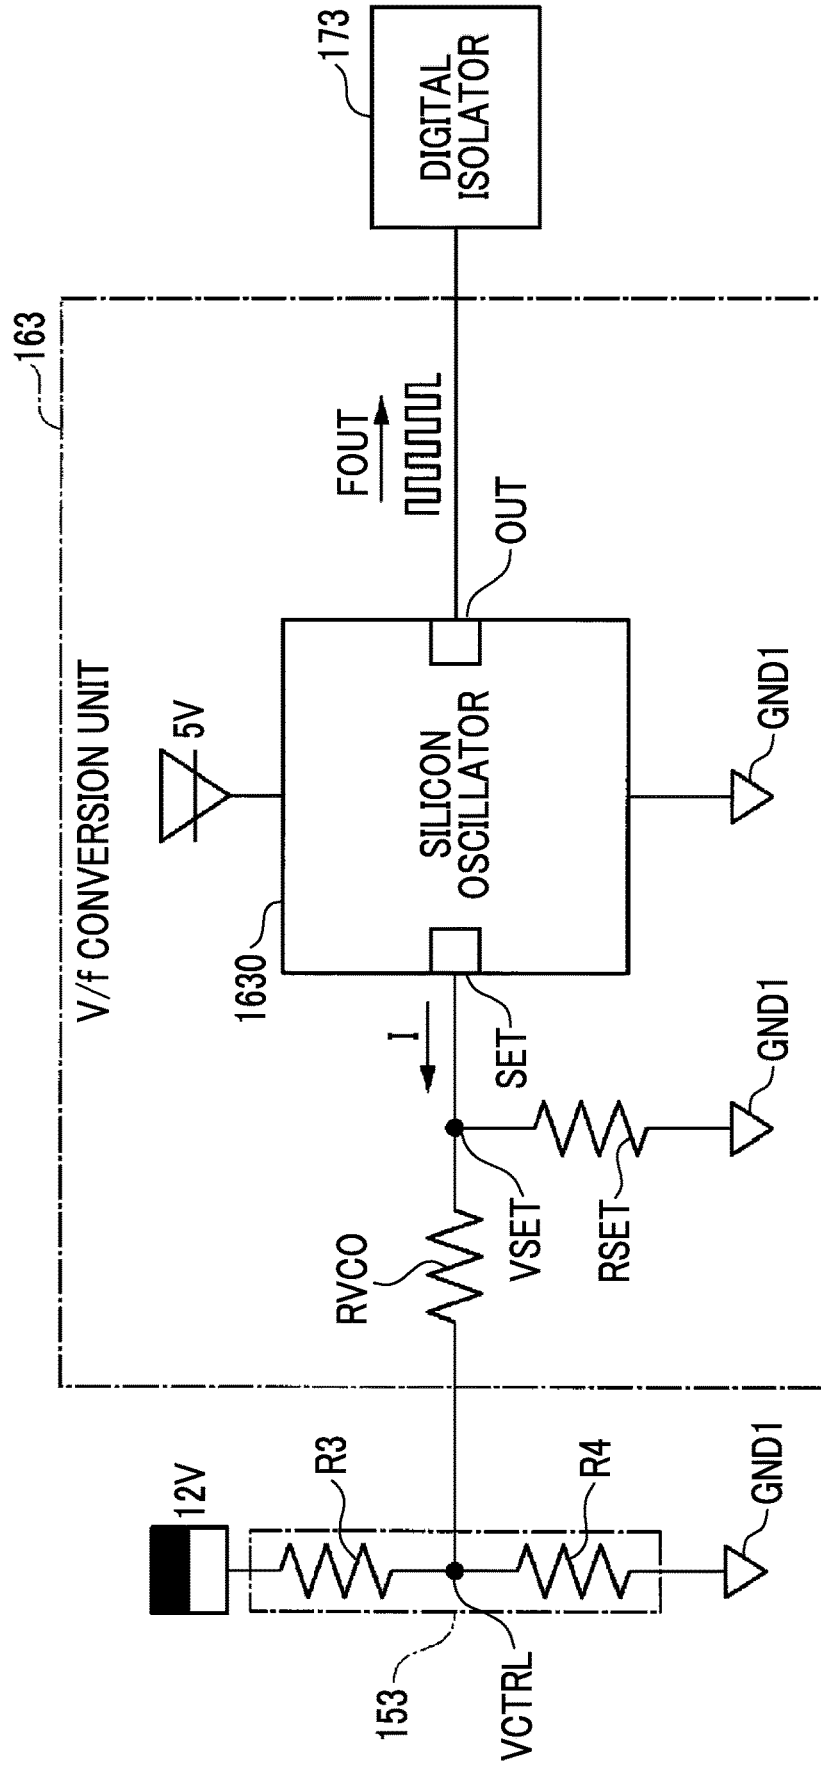 163
V/f CONVERSION UNIT
12V
153
R3
R4
VCTRL
GND1
RVCO
VSET
RSET
GND1
I
SET
1630
5V
SILICON
OSCILLATOR
GND1
OUT
FOUT
173
DIGITAL
ISOLATOR